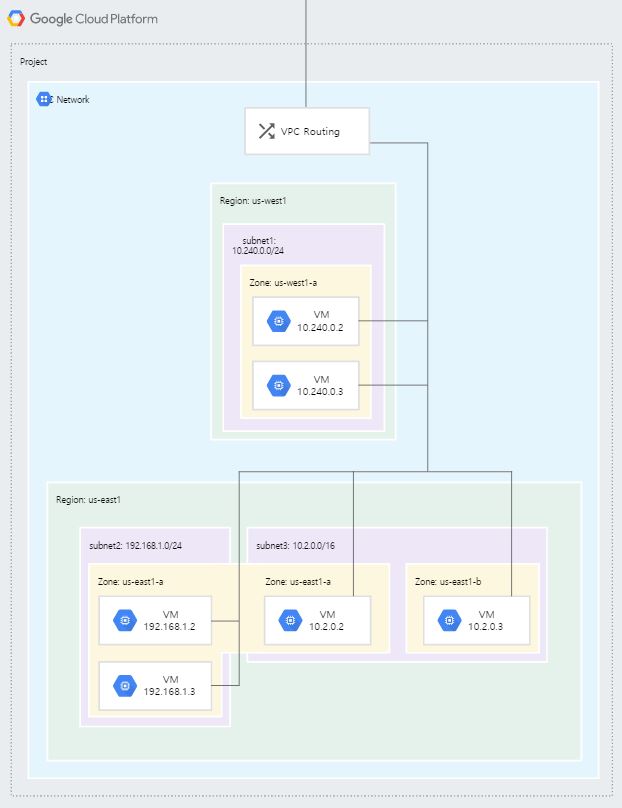 Google Cloud Platform
Project
Network
VPC Routing
Region: us-west1
subnet1:
10.240.0.0/24
Zone: us-west1-a
VM
10.240.0.2
VM
10.240.0.3
Region: us-east1
subnet2: 192.168.1.0/24
subnet3: 10.2.0.0/16
Zone: us-east1-a
Zone: us-east1-a
Zone: us-east1-b
VM
192.168.1.2
VM
10.2.0.2
VM
10.2.0.3
VM
192.168.1.3